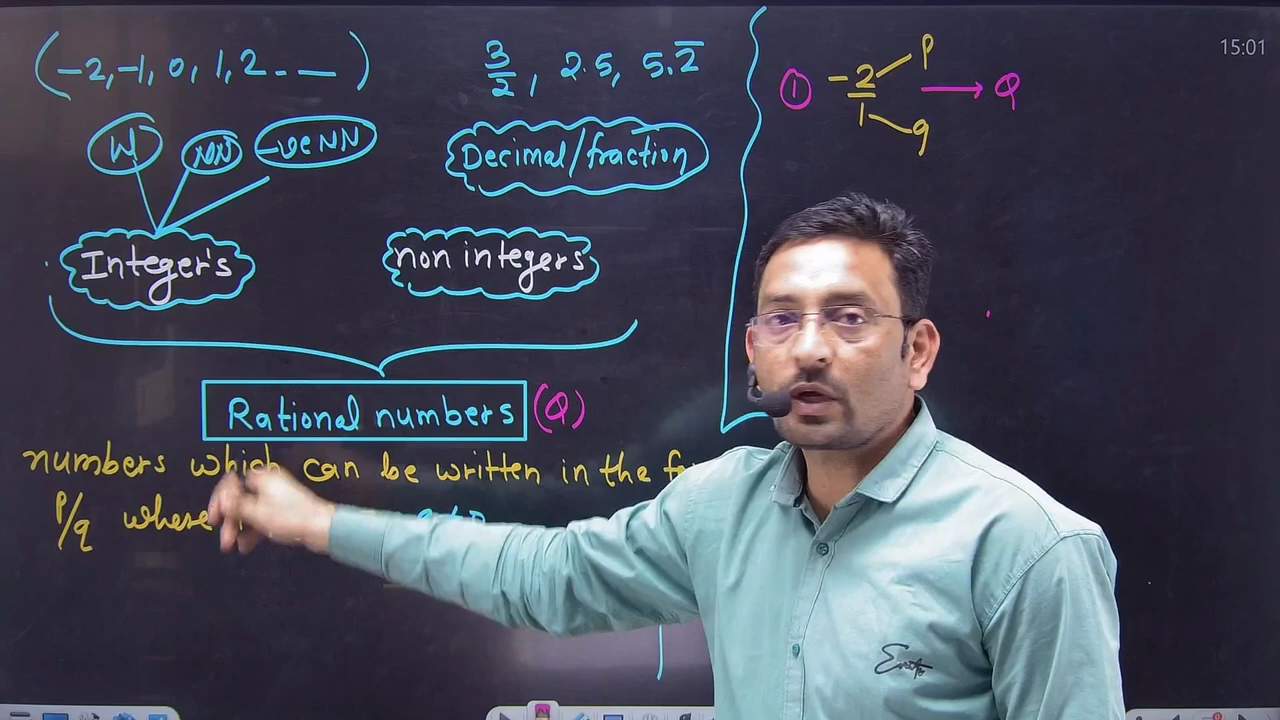 (-2,-1, 0, 1, 2 - - —)
W NN -ve NN
Integer's
3/2, 2.5, 5.2̅
Decimal/fraction
non integers
Rational numbers (Q)
numbers which can be written in the
p/q where
① -2/1 p q → Q
15:01